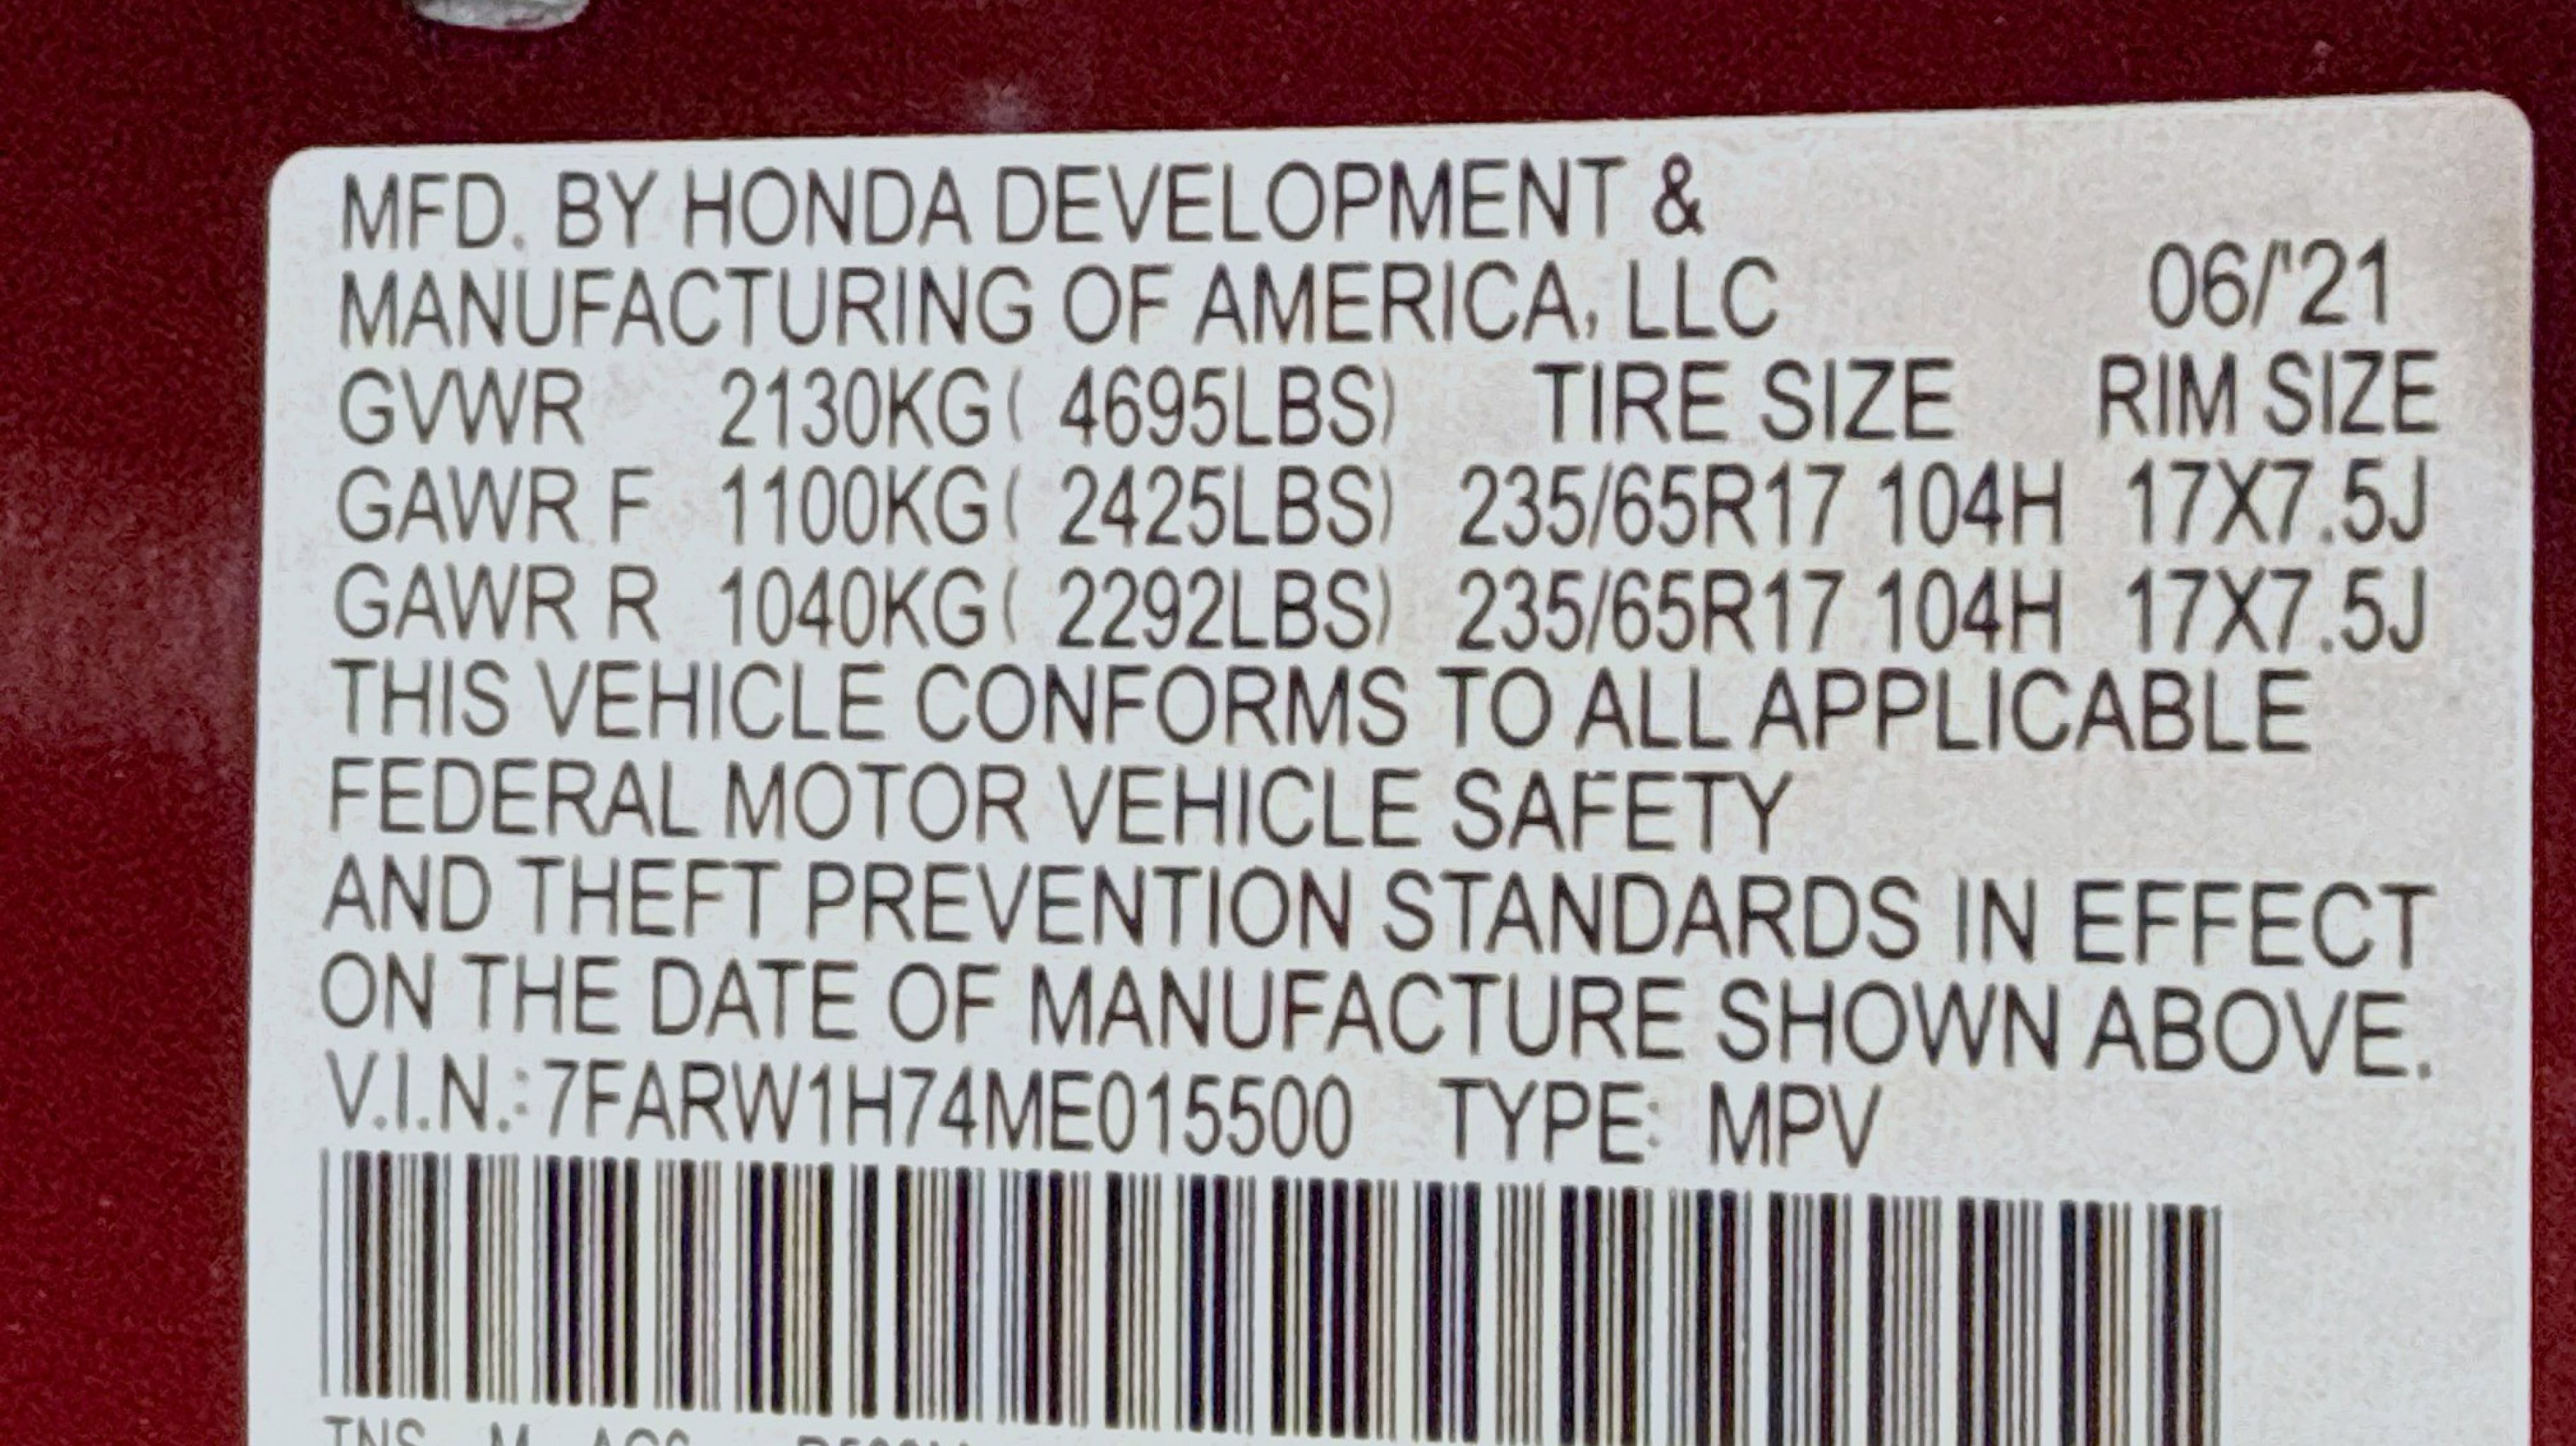 MFD. BY HONDA DEVELOPMENT &
MANUFACTURING OF AMERICA, LLC 06/'21
GVWR 2130KG( 4695LBS) TIRE SIZE RIM SIZE
GAWR F 1100KG( 2425LBS) 235/65R17 104H 17X7.5J
GAWR R 1040KG( 2292LBS) 235/65R17 104H 17X7.5J
THIS VEHICLE CONFORMS TO ALL APPLICABLE
FEDERAL MOTOR VEHICLE SAFETY
AND THEFT PREVENTION STANDARDS IN EFFECT
ON THE DATE OF MANUFACTURE SHOWN ABOVE.
V.I.N.: 7FARW1H74ME015500 TYPE: MPV